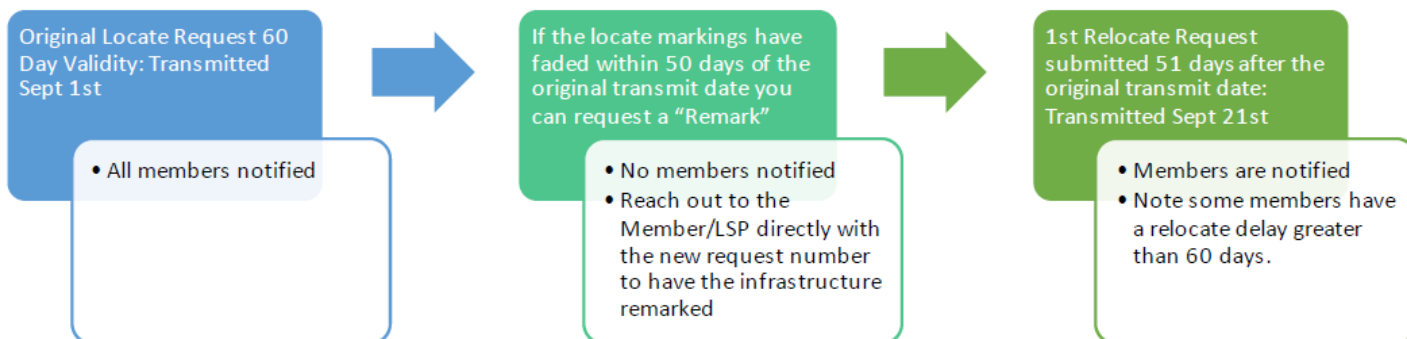 Original Locate Request 60
Day Validity: Transmitted
Sept 1st
• All members notified
If the locate markings have
faded within 50 days of the
original transmit date you
can request a “Remark”
• No members notified
• Reach out to the
Member/LSP directly with
the new request number
to have the infrastructure
remarked
1st Relocate Request
submitted 51 days after the
original transmit date:
Transmitted Sept 21st
• Members are notified
• Note some members have
a relocate delay greater
than 60 days.